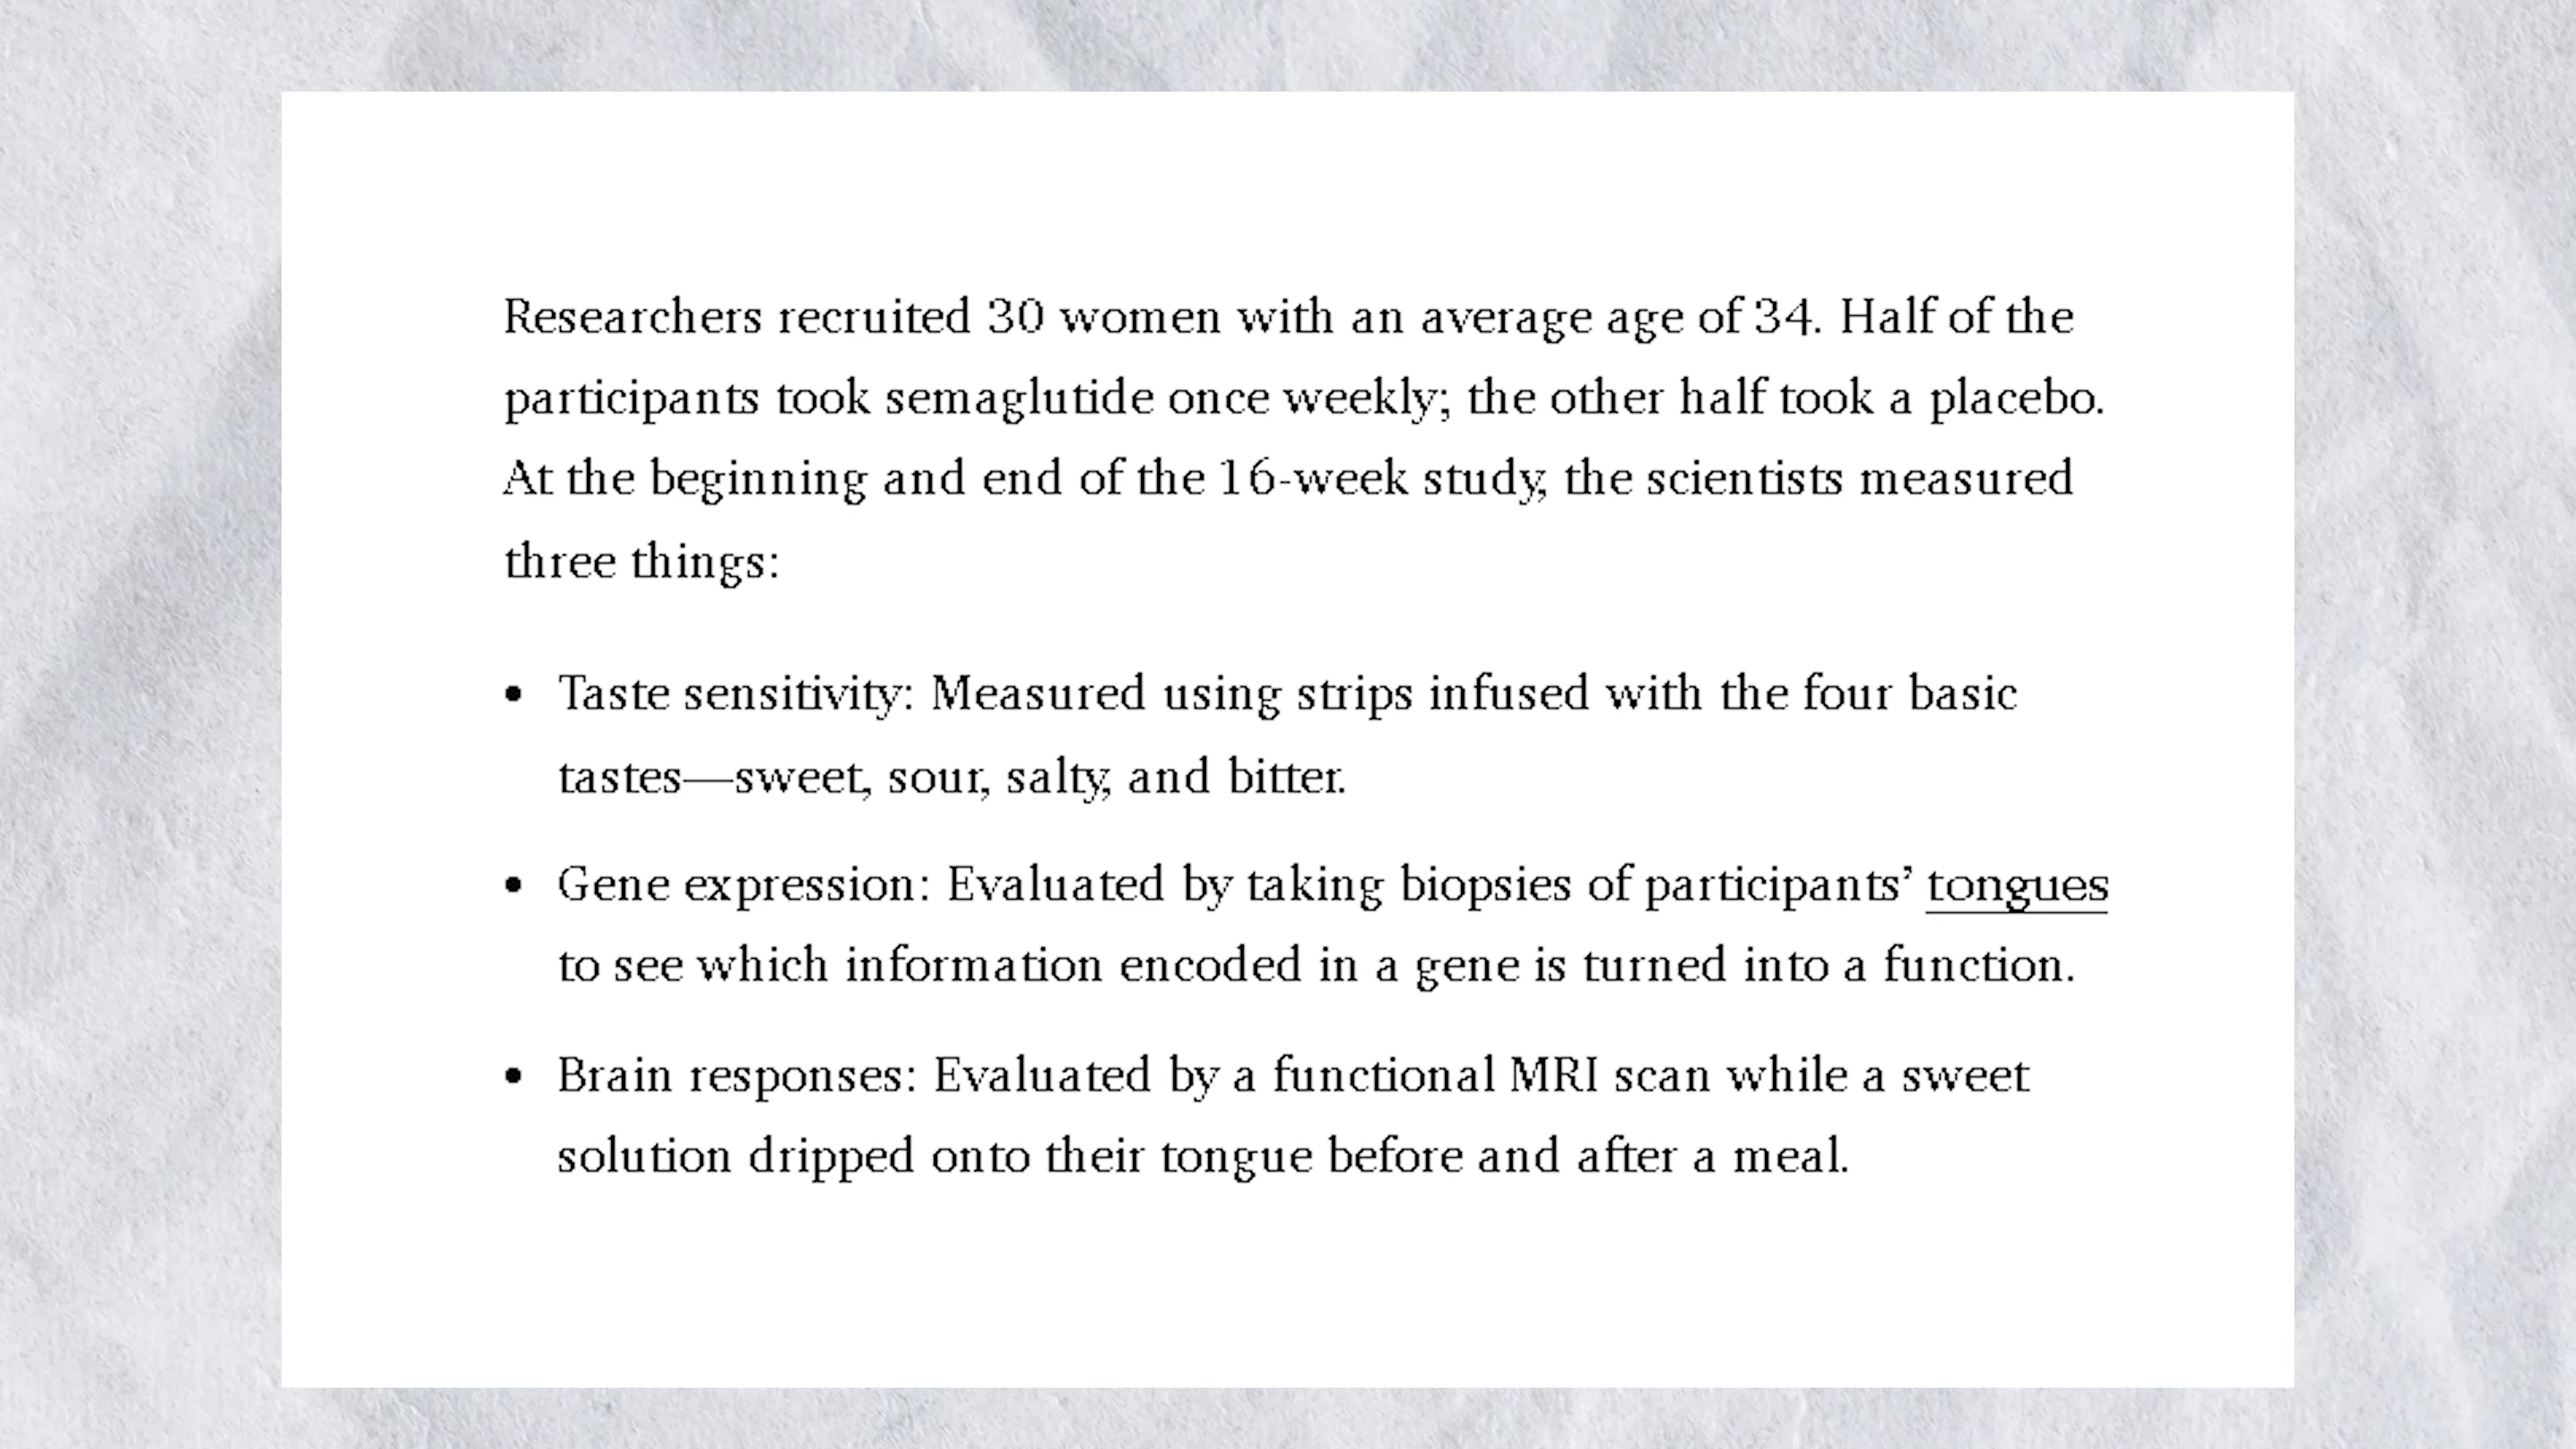 Researchers recruited 30 women with an average age of 34. Half of the
participants took semaglutide once weekly; the other half took a placebo.
At the beginning and end of the 16-week study, the scientists measured
three things:
• Taste sensitivity: Measured using strips infused with the four basic
tastes—sweet, sour, salty, and bitter.
• Gene expression: Evaluated by taking biopsies of participants’ tongues
to see which information encoded in a gene is turned into a function.
• Brain responses: Evaluated by a functional MRI scan while a sweet
solution dripped onto their tongue before and after a meal.